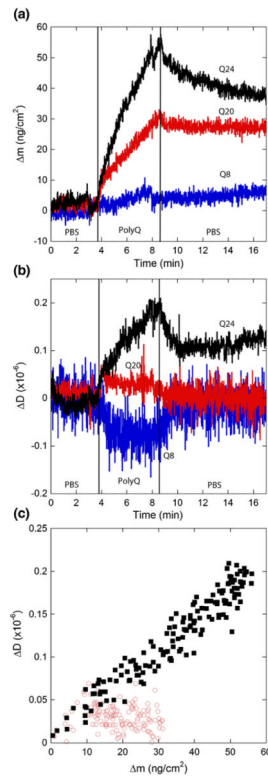 (a)
60
50
40
30
20
10
0
10
Δm (ng/cm²)
Q24
Q20
Q8
PBS PolyQ PBS
0 2 4 6 8 10 12 14 16
Time (min)
(b)
0.2
0.1
0
-0.1
0.2
ΔD (x10⁻⁶)
Q24
Q20
Q8
PBS PolyQ PBS
0 2 4 6 8 10 12 14 16
Time (min)
(c)
0.25
0.2
0.15
0.1
0.05
0
ΔD (x10⁻⁶)
0 10 20 30 40 50 60
Δm (ng/cm²)